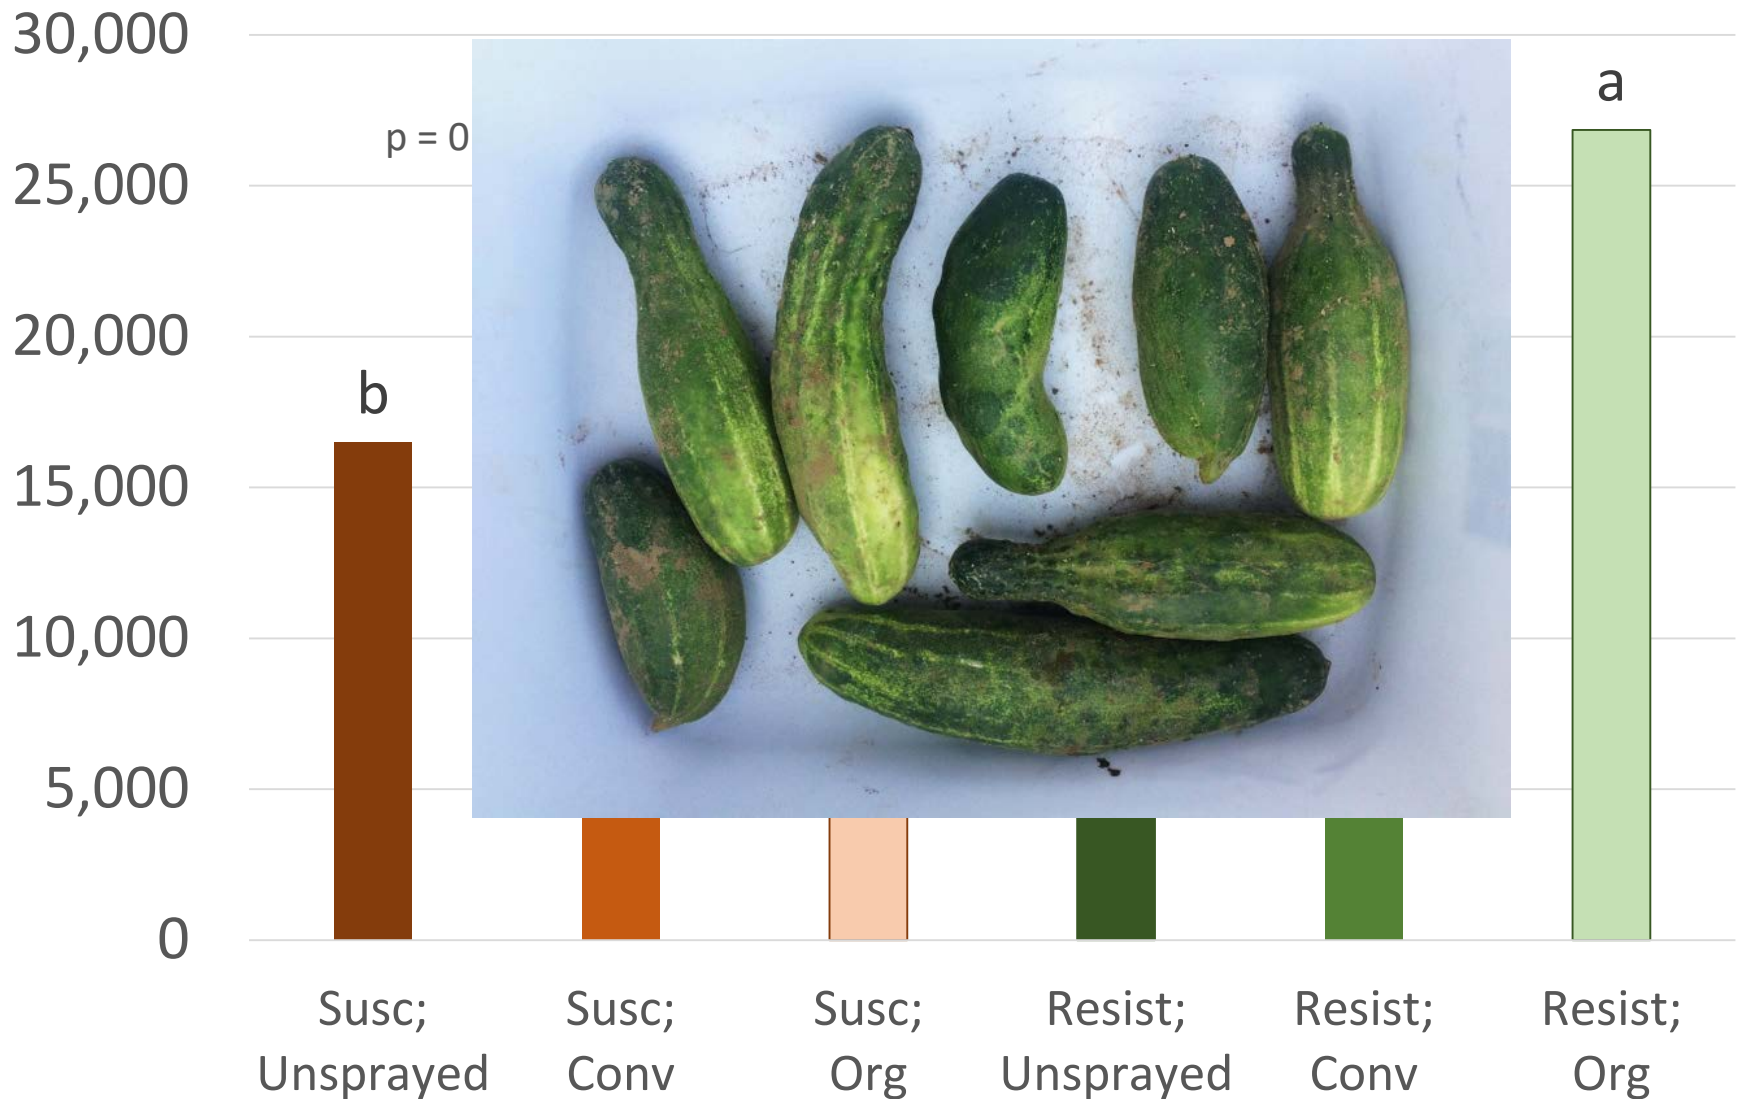 30,000
25,000
20,000
15,000
10,000
5,000
0
p = 0
b
a
Susc;
Unsprayed
Susc;
Conv
Susc;
Org
Resist;
Unsprayed
Resist;
Conv
Resist;
Org